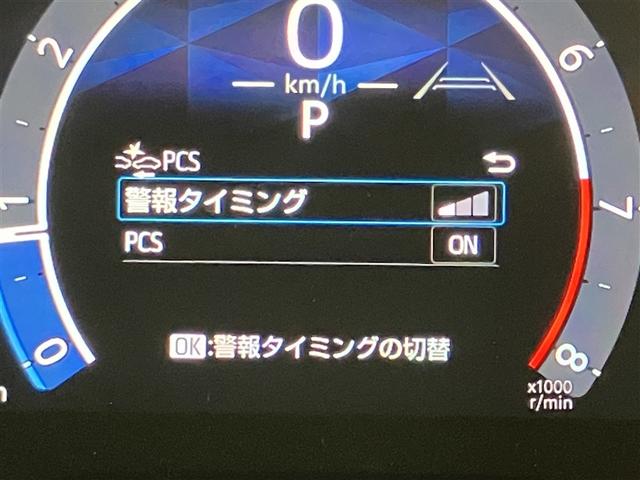 0
km/h
P
2
6
1
7
0
8
PCS
警報タイミング
PCS ON
OK:警報タイミングの切替
x1000
r/min